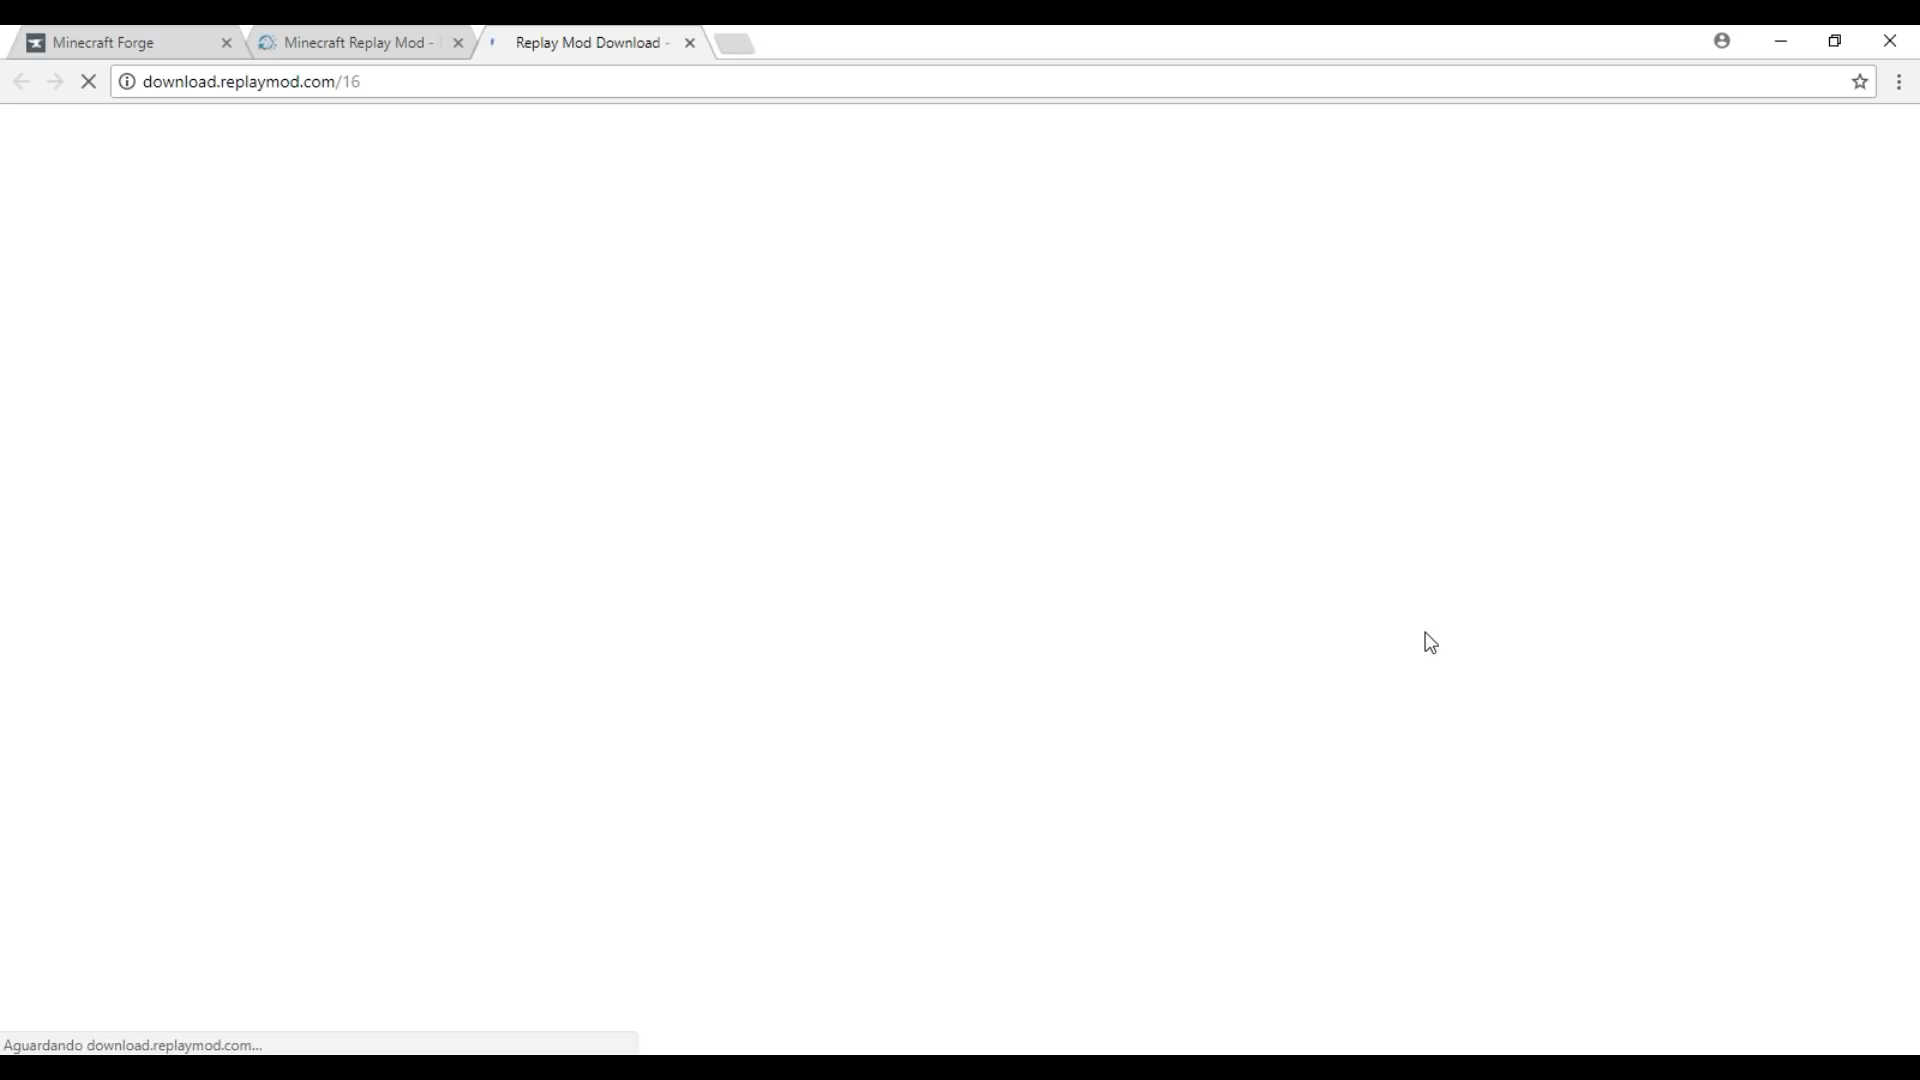 Minecraft Forge
Minecraft Replay Mod -
Replay Mod Download -
download.replaymod.com/16
Aguardando download.replaymod.com...